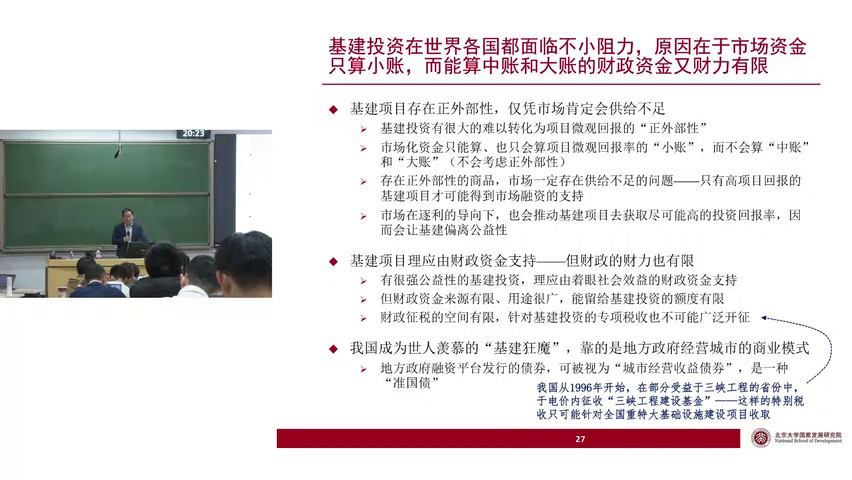 基建投资在世界各国都面临不小阻力，原因在于市场资金
只算小账，而能算中账和大账的财政资金又财力有限
基建项目存在正外部性，仅凭市场肯定会供给不足
基建投资有很大的难以转化为项目微观回报的“正外部性”
市场化资金只能算、也只会算项目微观回报率的“小账”，而不会算“中账”
和“大账”（不会考虑正外部性）
存在正外部性的商品，市场一定存在供给不足的问题——只有高项目回报的
基建项目才可能得到市场融资的支持
市场在逐利的导向下，也会推动基建项目去获取尽可能高的投资回报率，因
而会让基建偏离公益性
基建项目理应由财政资金支持——但财政的财力也有限
有很强公益性的基建投资，理应由着眼社会效益的财政资金支持
但财政资金来源有限、用途很广，能留给基建投资的额度有限
财政征税的空间有限，针对基建投资的专项税收也不可能广泛开征
我国成为世人羡慕的“基建狂魔”，靠的是地方政府经营城市的商业模式
地方政府融资平台发行的债券，可被视为“城市经营收益债券”，是一种
“准国债”
我国从1996年开始，在部分受益于三峡工程的省份中，
于电价内征收“三峡工程建设基金”——这样的特别税
收只可能针对全国重特大基础设施建设项目收取
20:23
27
北京大学国家发展研究院
National School of Development